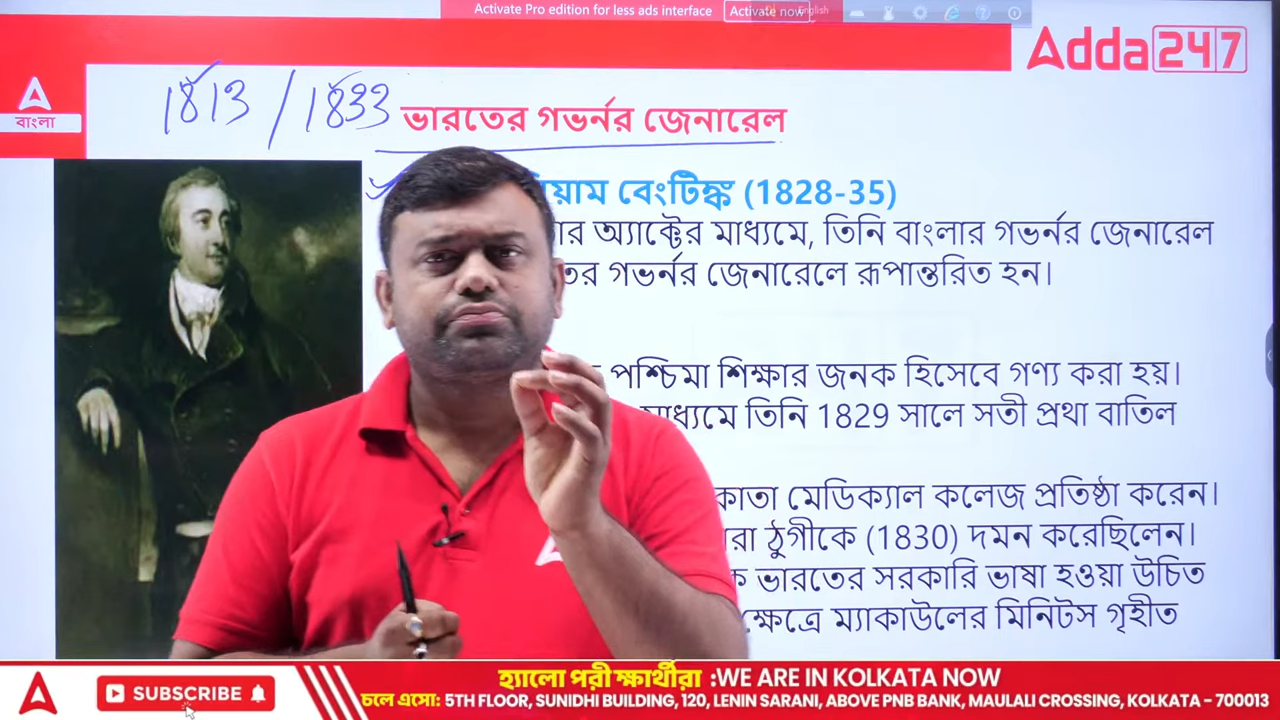 Activate Pro edition for less ads interface Activate now English
Adda247
বাংলা
1813 / 1833 ভারতের গভর্নর জেনারেল
বেংটিঙ্ক (1828-35)
অ্যাক্টের মাধ্যমে, তিনি বাংলার গভর্নর জেনারেল
গভর্নর জেনারেলে রূপান্তরিত হন।
পশ্চিমা শিক্ষার জনক হিসেবে গণ্য করা হয়।
তিনি 1829 সালে সতী প্রথা বাতিল
মেডিক্যাল কলেজ প্রতিষ্ঠা করেন।
ঠুগীকে (1830) দমন করেছিলেন।
ভারতের সরকারি ভাষা হওয়া উচিত
ম্যাকাউলের মিনিটস গৃহীত
SUBSCRIBE
হ্যালো পরীক্ষার্থীরা :WE ARE IN KOLKATA NOW
চলে এসো: 5TH FLOOR, SUNIDHI BUILDING, 120, LENIN SARANI, ABOVE PNB BANK, MAULALI CROSSING, KOLKATA - 700013